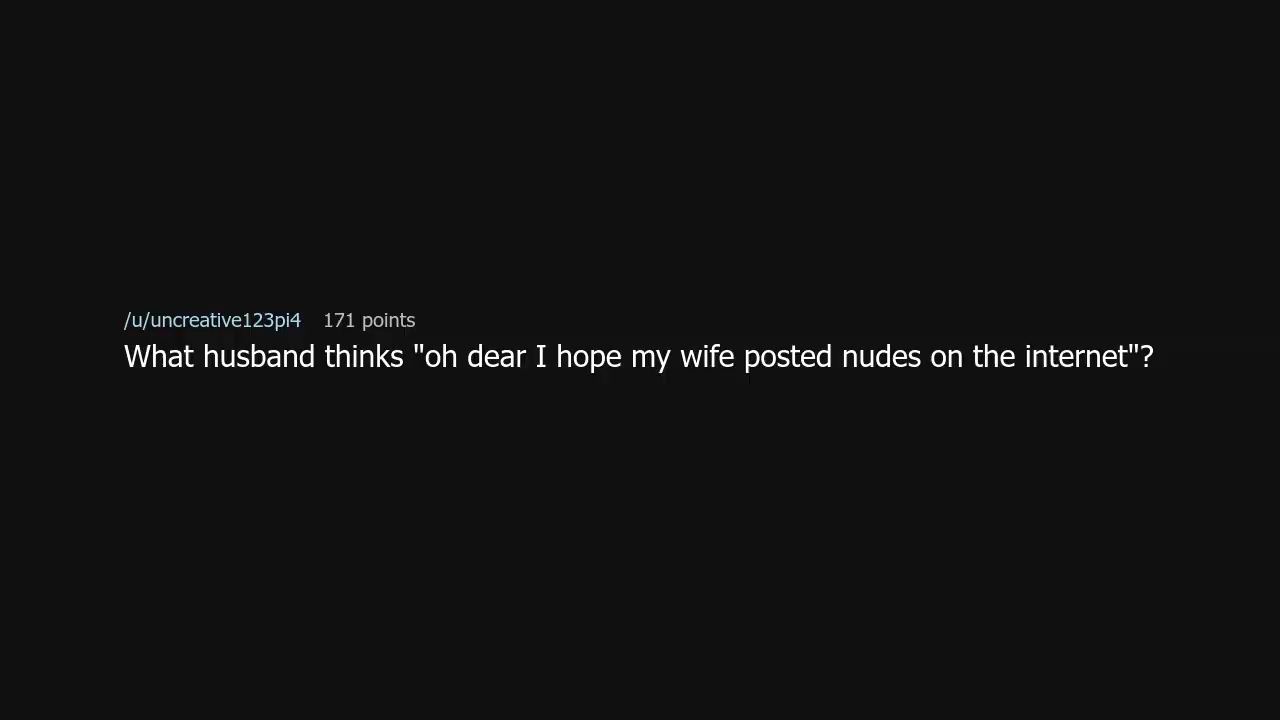 /u/uncreative123pi4 171 points
What husband thinks "oh dear I hope my wife posted nudes on the internet"?